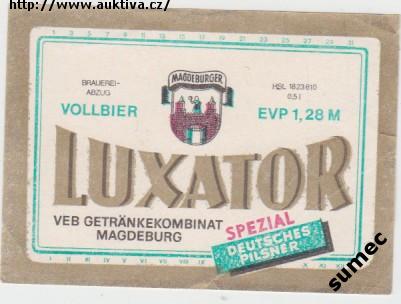 http://www.auktiva.cz/
BRAUEREI-
ABZUG
VOLLBIER
MAGDEBURGER
HSL 1823810
0,5 l
EVP 1,28 M
LUXATOR
VEB GETRÄNKEKOMBINAT
MAGDEBURG
SPEZIAL
DEUTSCHES
PILSNER
sumec